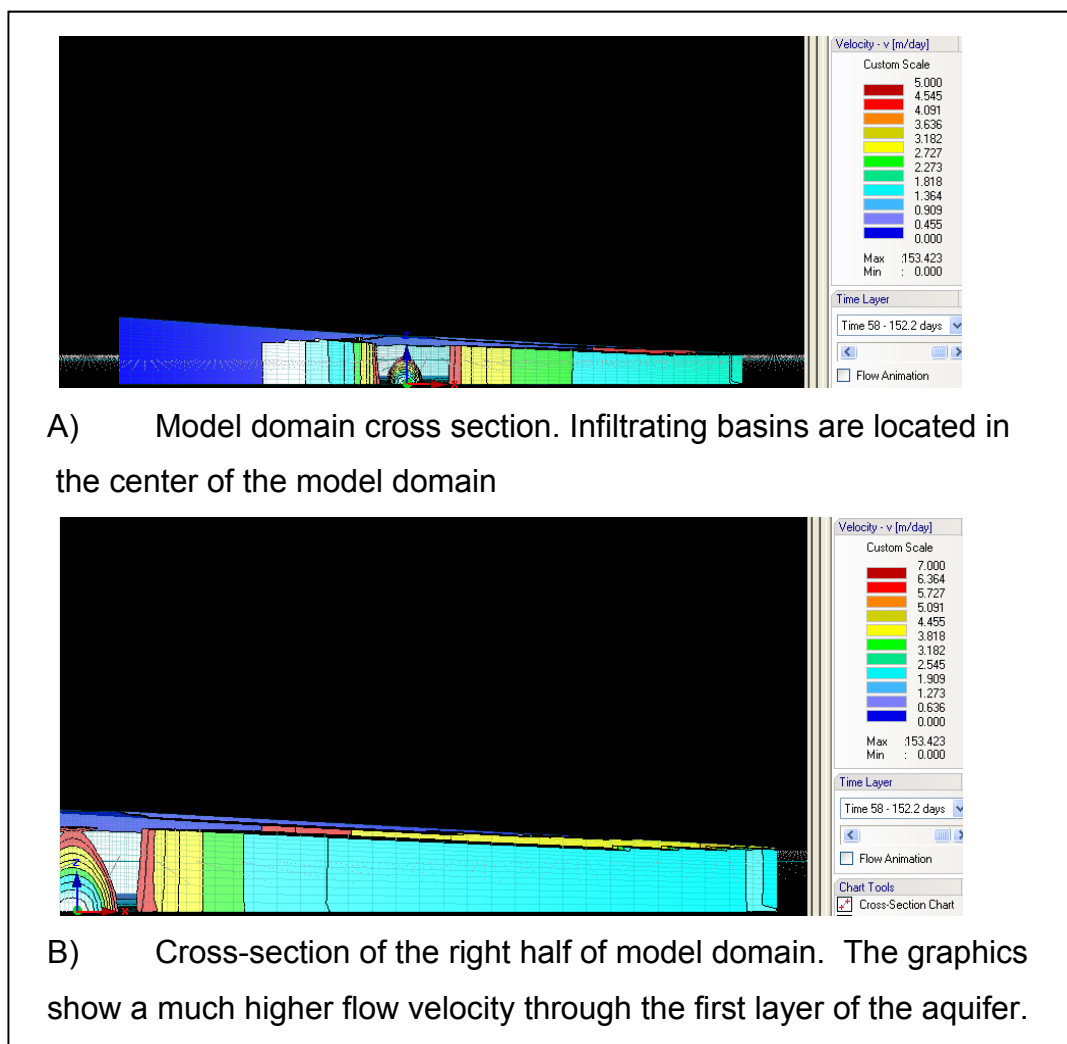 Velocity - v [m/day]
Custom Scale
5.000
4.545
4.091
3.636
3.182
2.727
2.273
1.818
1.364
0.909
0.455
0.000
Max :153.423
Min : 0.000
Time Layer
Time 58 - 152.2 days
Flow Animation
z
x
A) Model domain cross section. Infiltrating basins are located in
the center of the model domain
Velocity - v [m/day]
Custom Scale
7.000
6.364
5.727
5.091
4.455
3.818
3.182
2.545
1.909
1.273
0.636
0.000
Max :153.423
Min : 0.000
Time Layer
Time 58 - 152.2 days
Flow Animation
Chart Tools
Cross-Section Chart
z
x
B) Cross-section of the right half of model domain. The graphics
show a much higher flow velocity through the first layer of the aquifer.